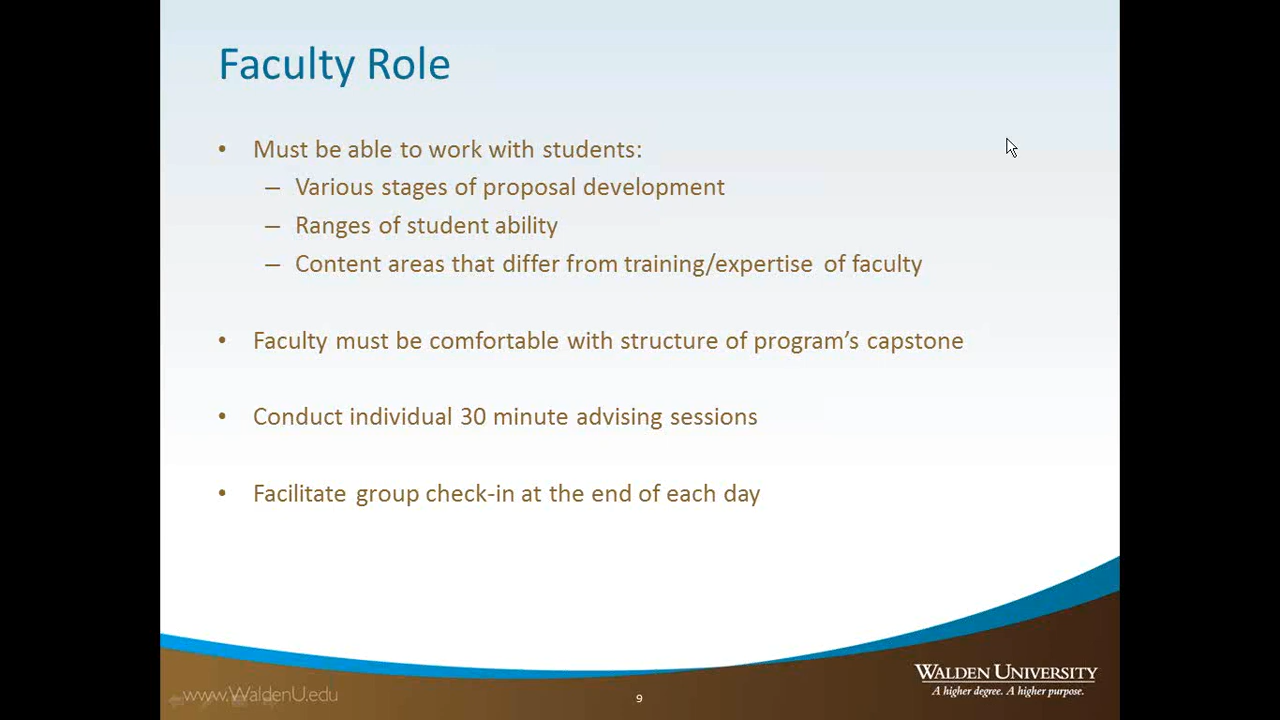 Faculty Role
• Must be able to work with students:
– Various stages of proposal development
– Ranges of student ability
– Content areas that differ from training/expertise of faculty
• Faculty must be comfortable with structure of program’s capstone
• Conduct individual 30 minute advising sessions
• Facilitate group check-in at the end of each day
WALDEN UNIVERSITY
A higher degree. A higher purpose.
www.WaldenU.edu
9